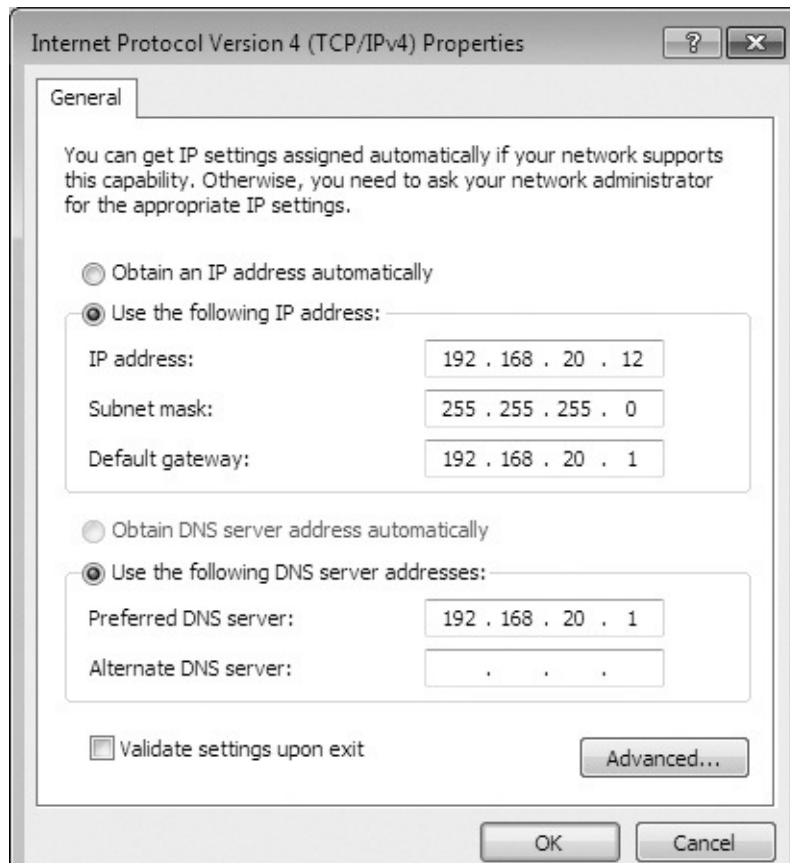 Internet Protocol Version 4 (TCP/IPv4) Properties
?
General
You can get IP settings assigned automatically if your network supports
this capability. Otherwise, you need to ask your network administrator
for the appropriate IP settings.
Obtain an IP address automatically
Use the following IP address:
IP address: 192 . 168 . 20 . 12
Subnet mask: 255 . 255 . 255 . 0
Default gateway: 192 . 168 . 20 . 1
Obtain DNS server address automatically
Use the following DNS server addresses:
Preferred DNS server: 192 . 168 . 20 . 1
Alternate DNS server: . . .
Validate settings upon exit
Advanced...
OK Cancel